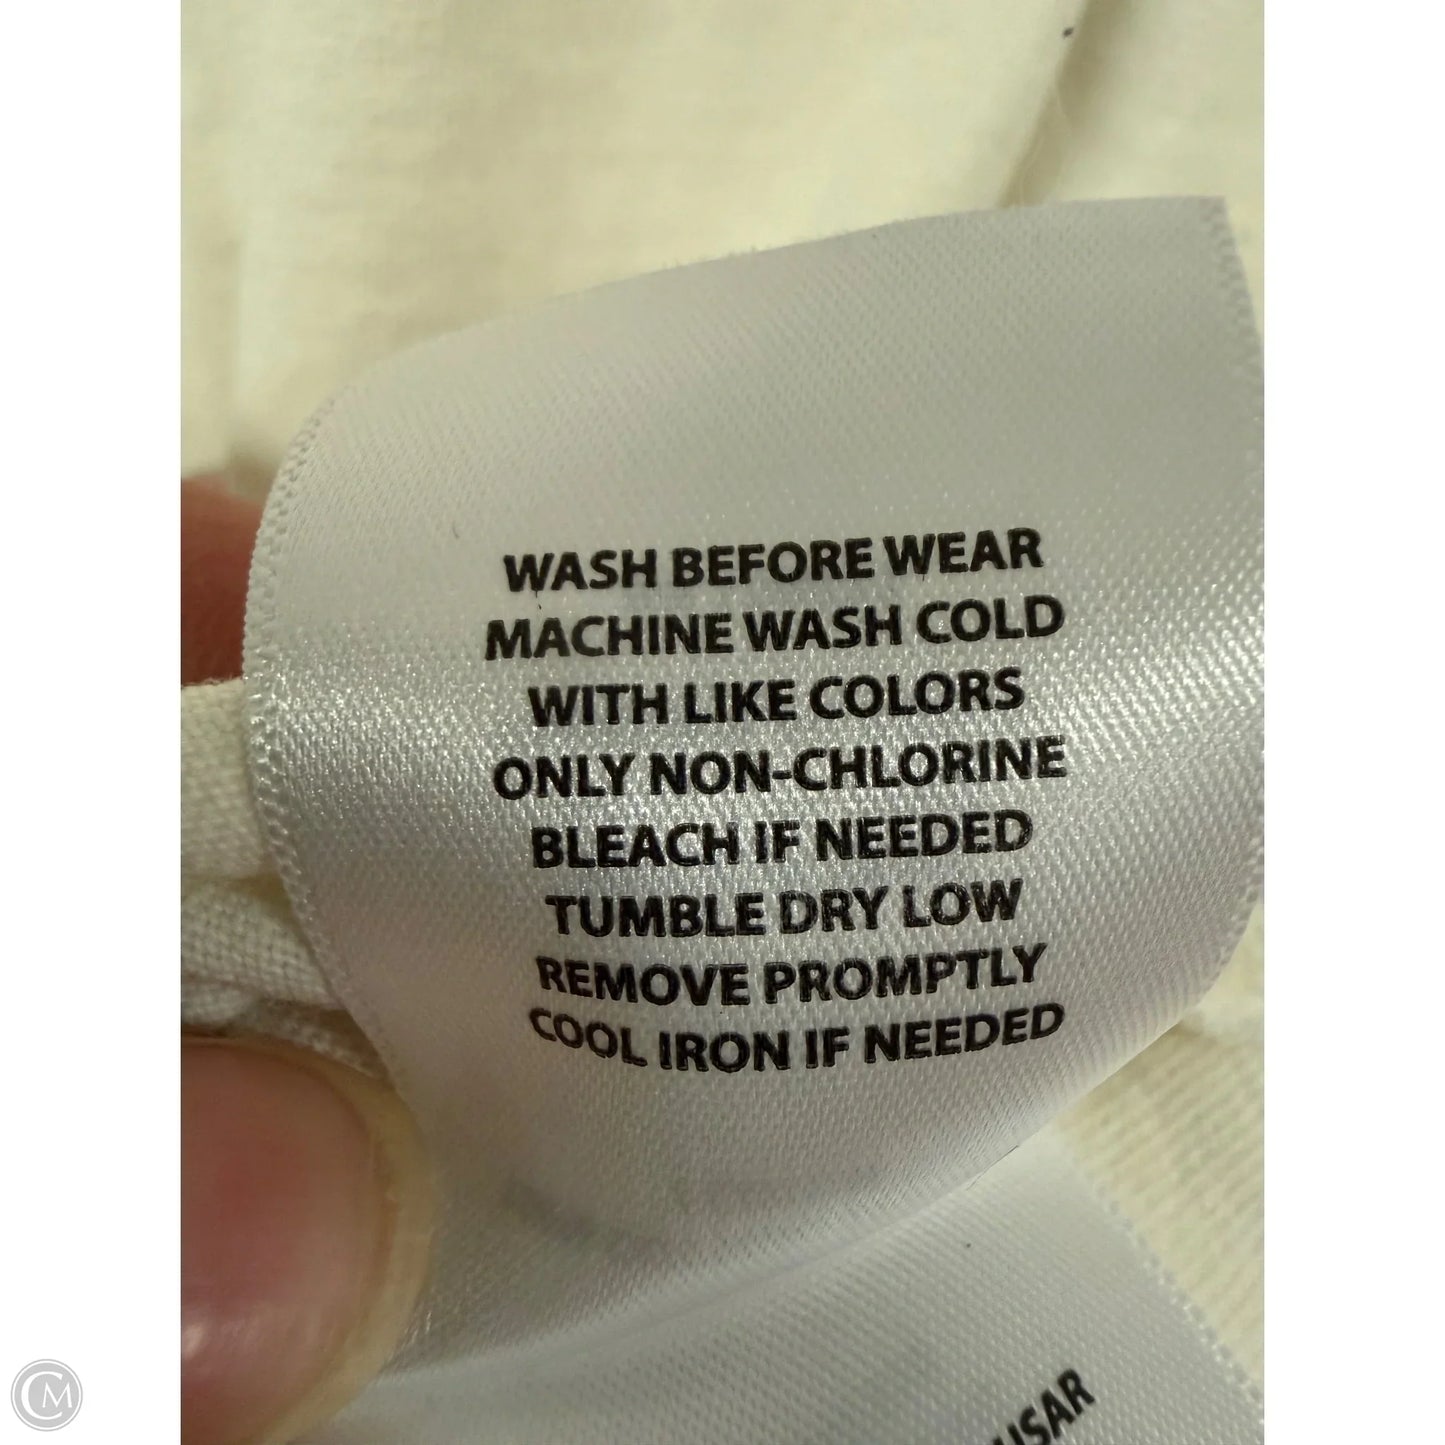 WASH BEFORE WEAR
MACHINE WASH COLD
WITH LIKE COLORS
ONLY NON-CHLORINE
BLEACH IF NEEDED
TUMBLE DRY LOW
REMOVE PROMPTLY
COOL IRON IF NEEDED
CM